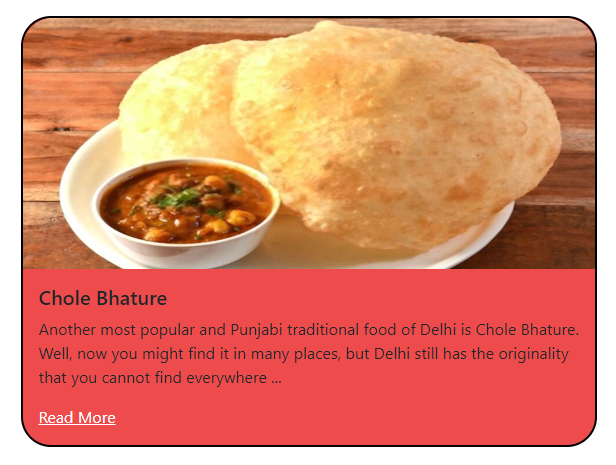 Chole Bhature
Another most popular and Punjabi traditional food of Delhi is Chole Bhature.
Well, now you might find it in many places, but Delhi still has the originality
that you cannot find everywhere ...
Read More